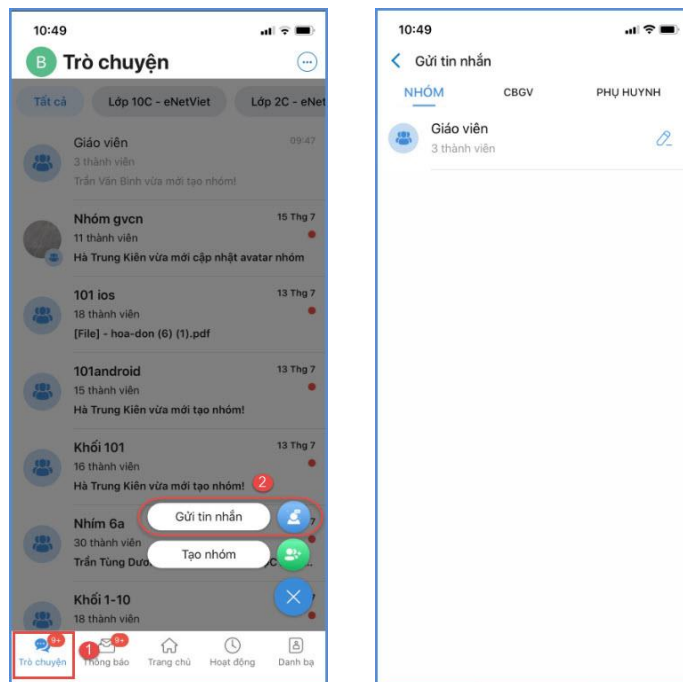 10:49
B Trò chuyện
Tất cả Lớp 10C - eNetViet Lớp 2C - eNet
Giáo viên 09:47
3 thành viên
Trần Văn Bình vừa mới tạo nhóm!
Nhóm gvcn 15 Thg 7
11 thành viên
Hà Trung Kiên vừa mới cập nhật avatar nhóm
101 ios 13 Thg 7
18 thành viên
[File] - hoa-don (6) (1).pdf
101android 13 Thg 7
15 thành viên
Hà Trung Kiên vừa mới tạo nhóm!
Khối 101 13 Thg 7
16 thành viên
Hà Trung Kiên vừa mới tạo nhóm! 2
Gửi tin nhắn
Nhím 6a 7
30 thành viên
Tạo nhóm
Trần Tùng Dươ
Khối 1-10
18 thành viên
9+ 1 9+
Trò chuyện Thông báo Trang chủ Hoạt động Danh bạ
10:49
Gửi tin nhắn
NHÓM CBGV PHỤ HUYNH
Giáo viên
3 thành viên